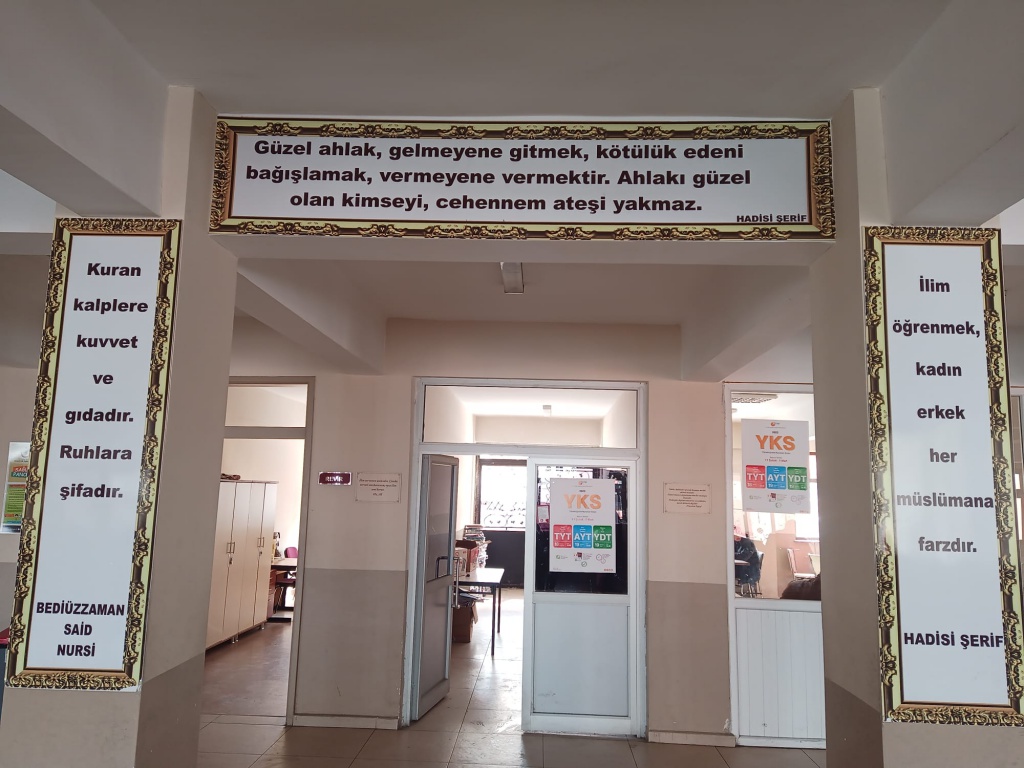 Güzel ahlak, gelmeyene gitmek, kötülük edeni
bağışlamak, vermeyene vermektir. Ahlakı güzel
olan kimseyi, cehennem ateşi yakmaz.
HADİSİ ŞERİF
Kuran
kalplere
kuvvet
ve
gıdadır.
Ruhlara
şifadır.
BEDİÜZZAMAN
SAİD
NURSİ
İlim
öğrenmek,
kadın
erkek
her
müslümana
farzdır.
HADİSİ ŞERİF
REVİR
YKS
TYT AYT YDT
YKS
TYT AYT YDT